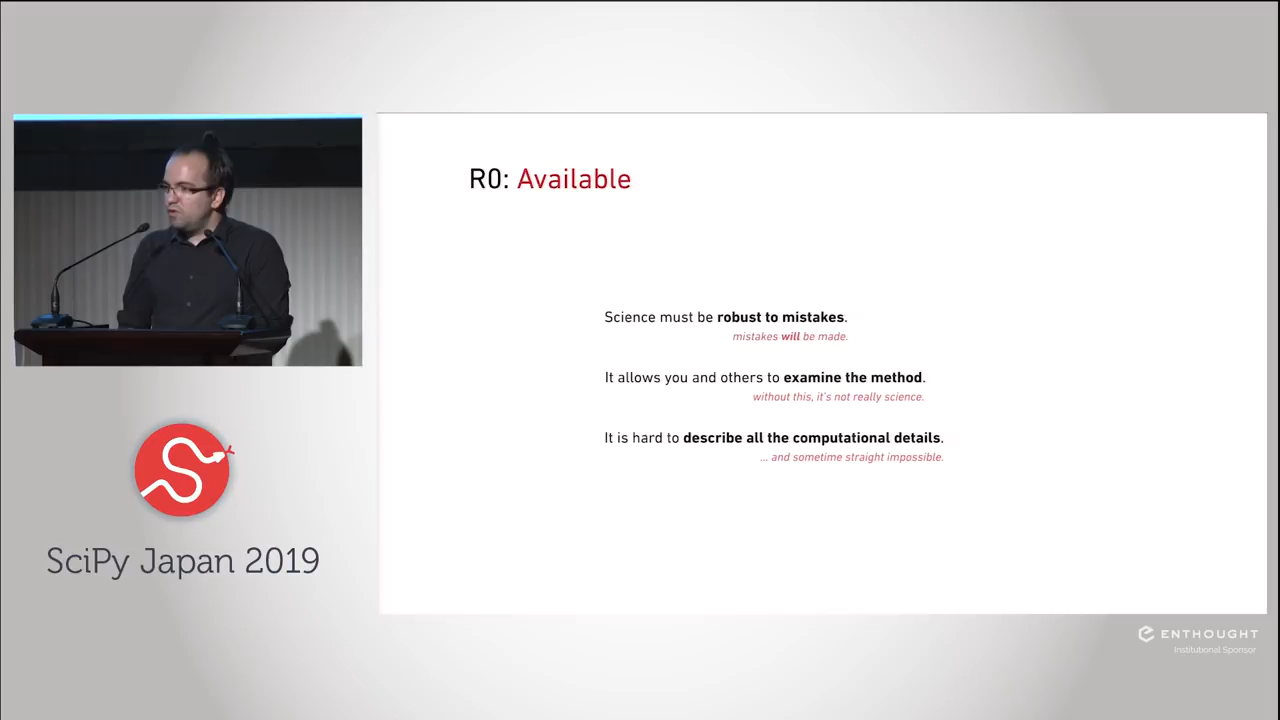 R0: Available
Science must be robust to mistakes.
mistakes will be made.
It allows you and others to examine the method.
without this, it's not really science.
It is hard to describe all the computational details.
... and sometime straight impossible.
SciPy Japan 2019
ENTHOUGHT
Institutional Sponsor